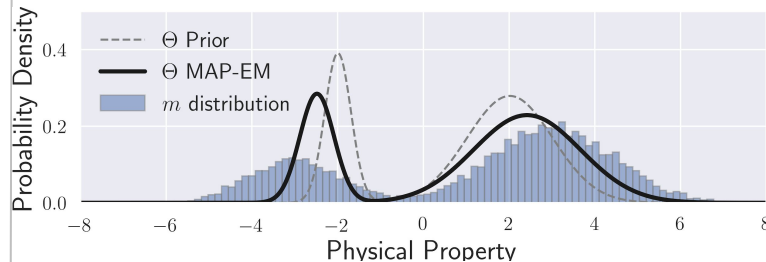 Probability Density
0.4
0.2
0.0
Θ Prior
Θ MAP-EM
m distribution
−8 −6 −4 −2 0 2 4 6 8
Physical Property